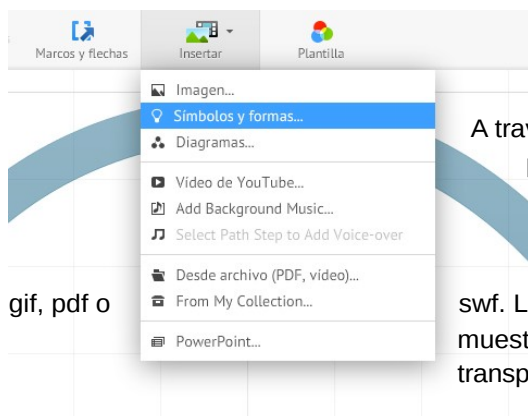 Marcos y flechas
Insertar
Plantilla
Imagen...
Símbolos y formas...
Diagramas...
Vídeo de YouTube...
Add Background Music...
Select Path Step to Add Voice-over
Desde archivo (PDF, vídeo)...
From My Collection...
PowerPoint...
A tra
gif, pdf o
swf. L
muest
transp